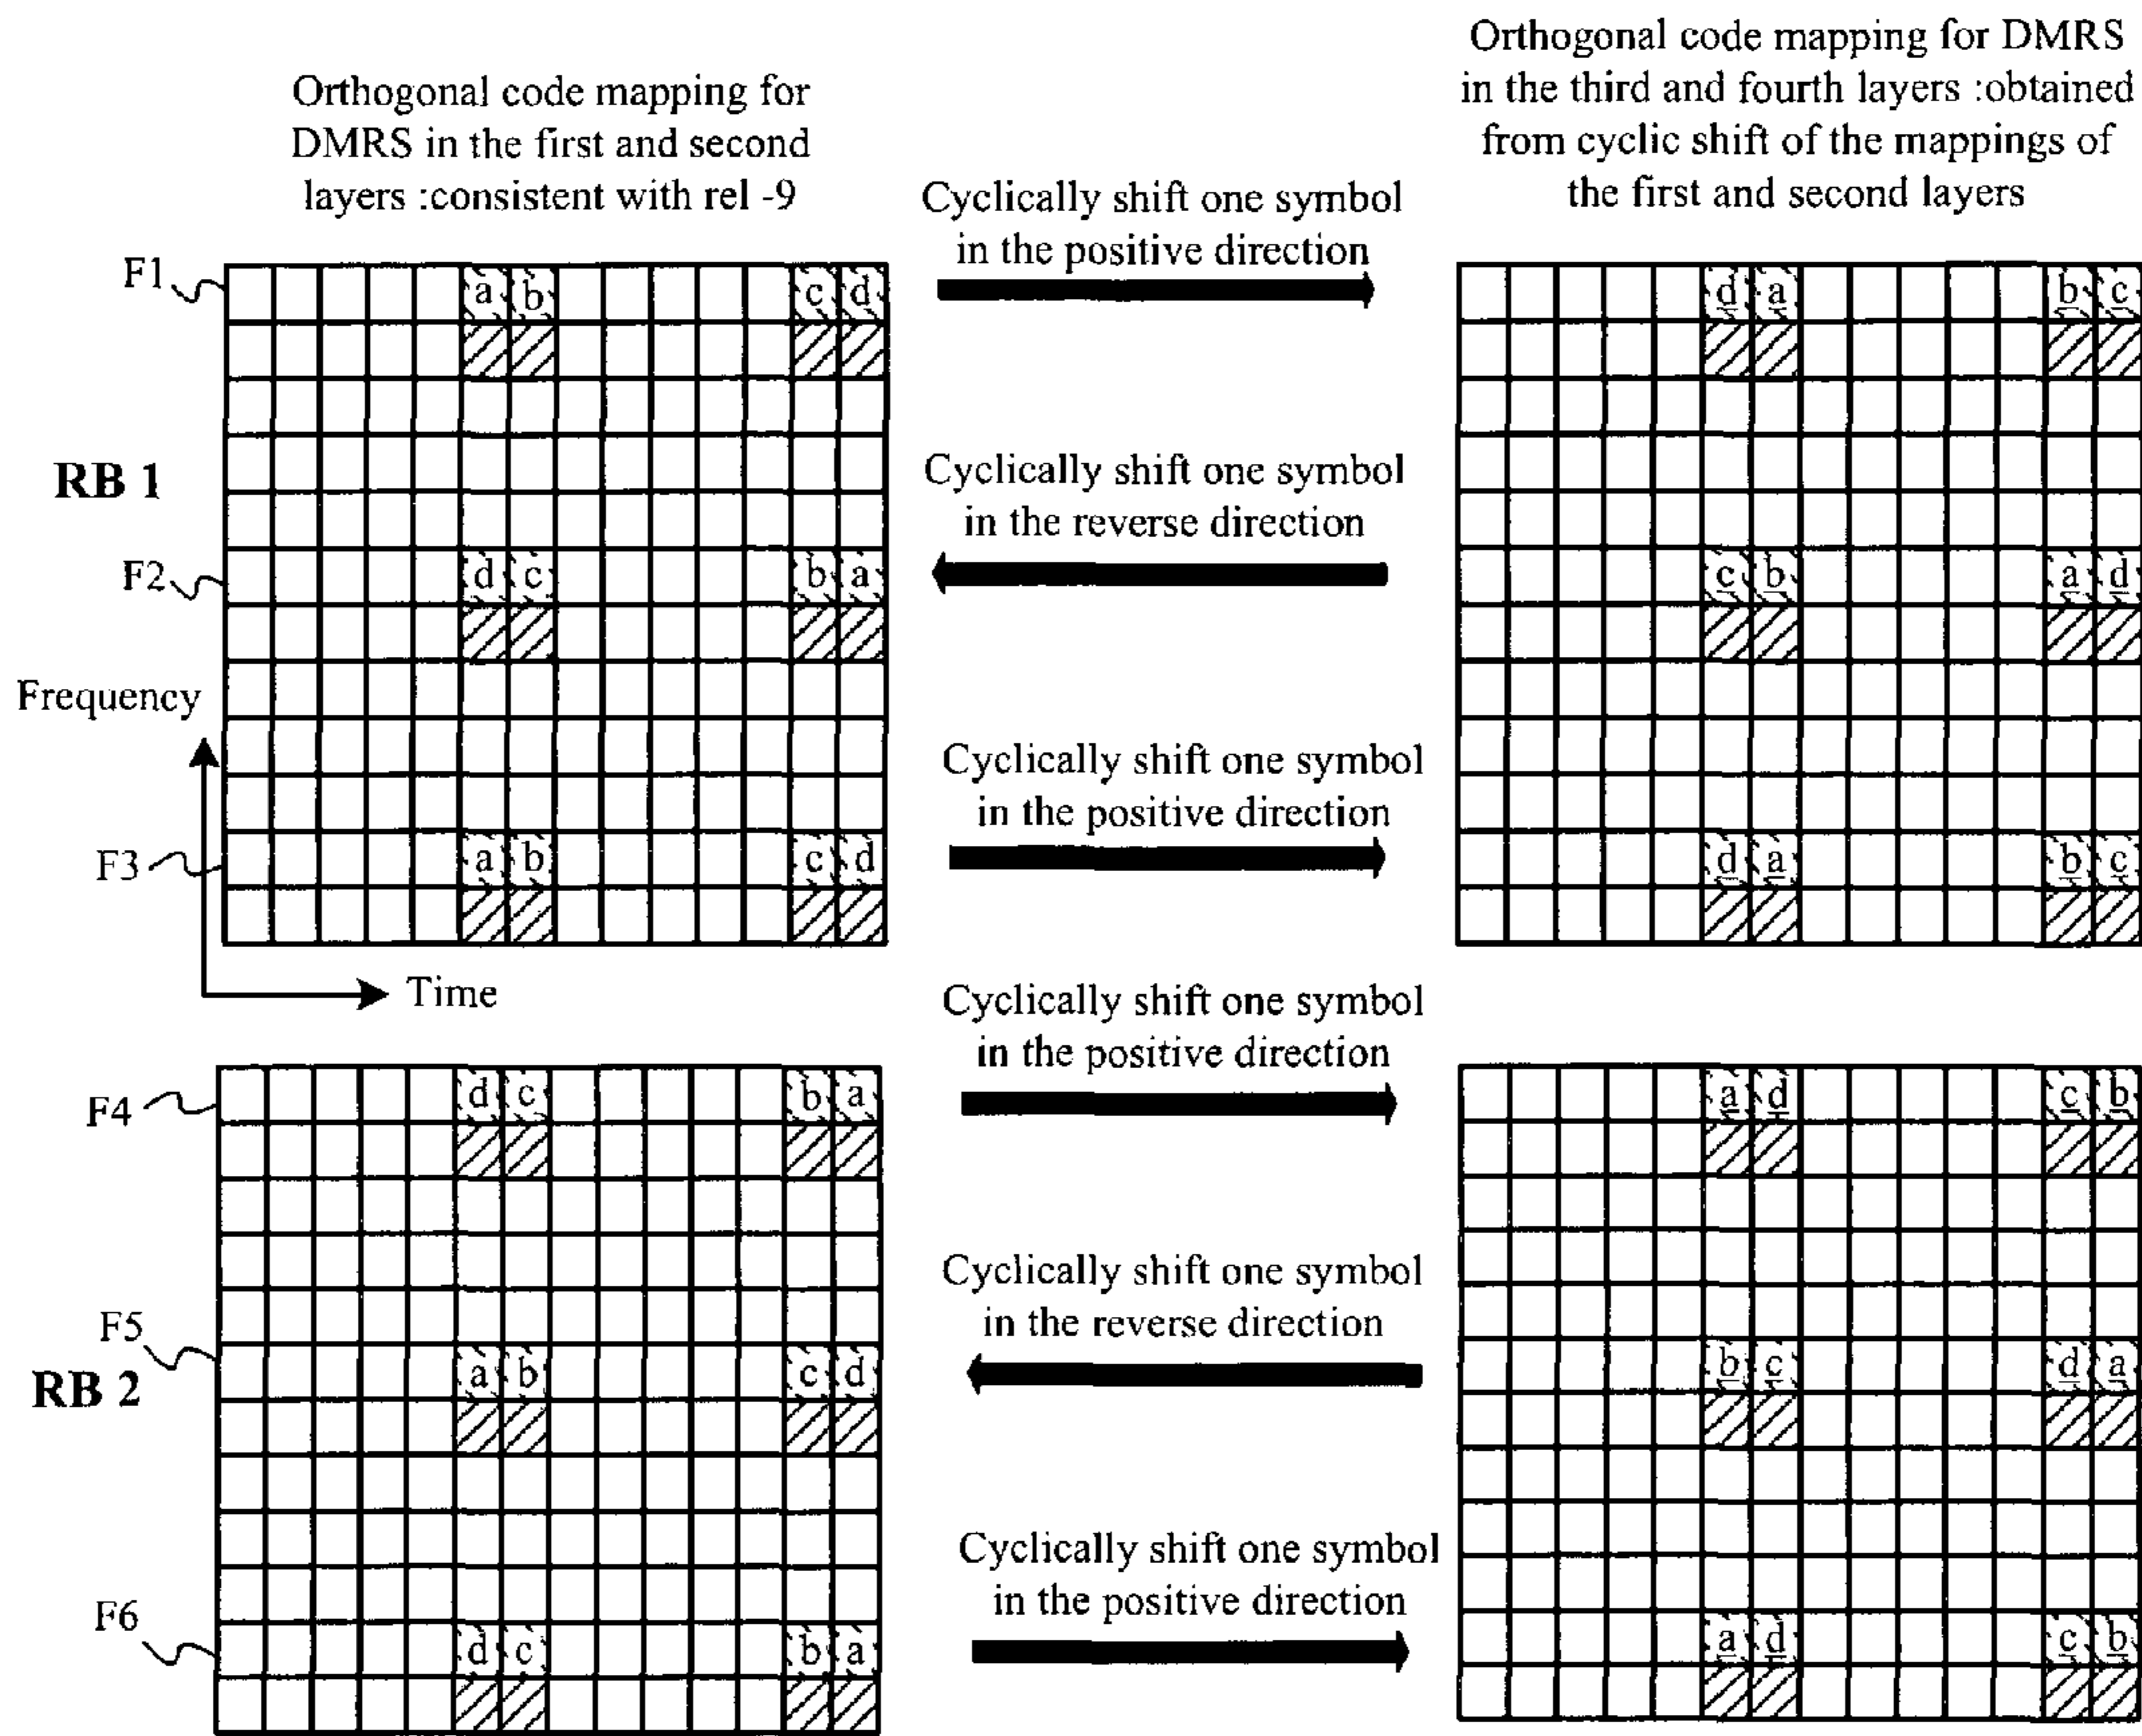 Orthogonal code mapping for
DMRS in the first and second
layers :consistent with rel -9
Orthogonal code mapping for DMRS
in the third and fourth layers :obtained
from cyclic shift of the mappings of
the first and second layers
Cyclically shift one symbol
in the positive direction
F1
a b c d
d a b c
RB 1
Cyclically shift one symbol
in the reverse direction
F2
d c b a
c b a d
Frequency
Cyclically shift one symbol
in the positive direction
F3
a b c d
d a b c
Time
Cyclically shift one symbol
in the positive direction
F4
d c b a
a d c b
Cyclically shift one symbol
in the reverse direction
F5
a b c d
b c d a
RB 2
Cyclically shift one symbol
in the positive direction
F6
d c b a
a d c b